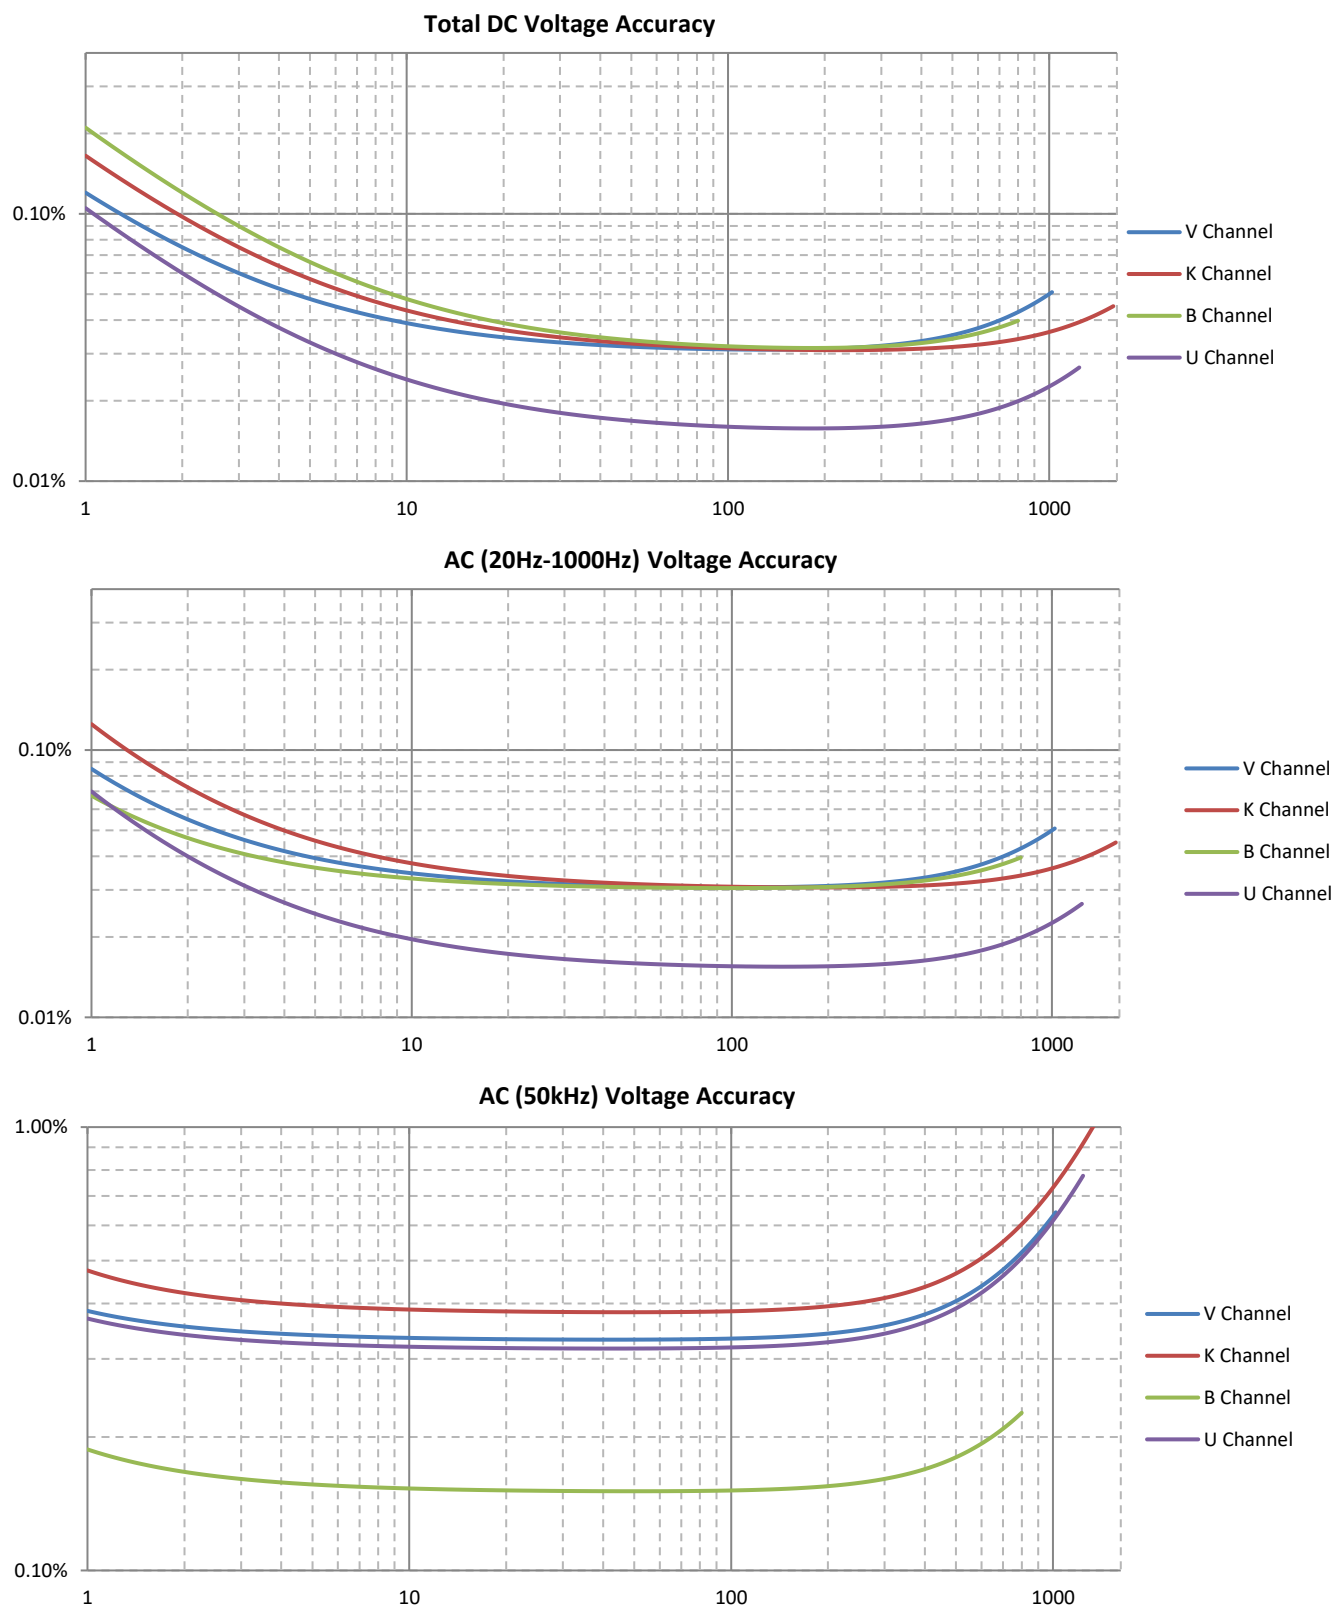 Total DC Voltage Accuracy
0.10%
0.01%
1 10 100 1000
V Channel
K Channel
B Channel
U Channel
AC (20Hz-1000Hz) Voltage Accuracy
0.10%
0.01%
1 10 100 1000
V Channel
K Channel
B Channel
U Channel
AC (50kHz) Voltage Accuracy
1.00%
0.10%
1 10 100 1000
V Channel
K Channel
B Channel
U Channel